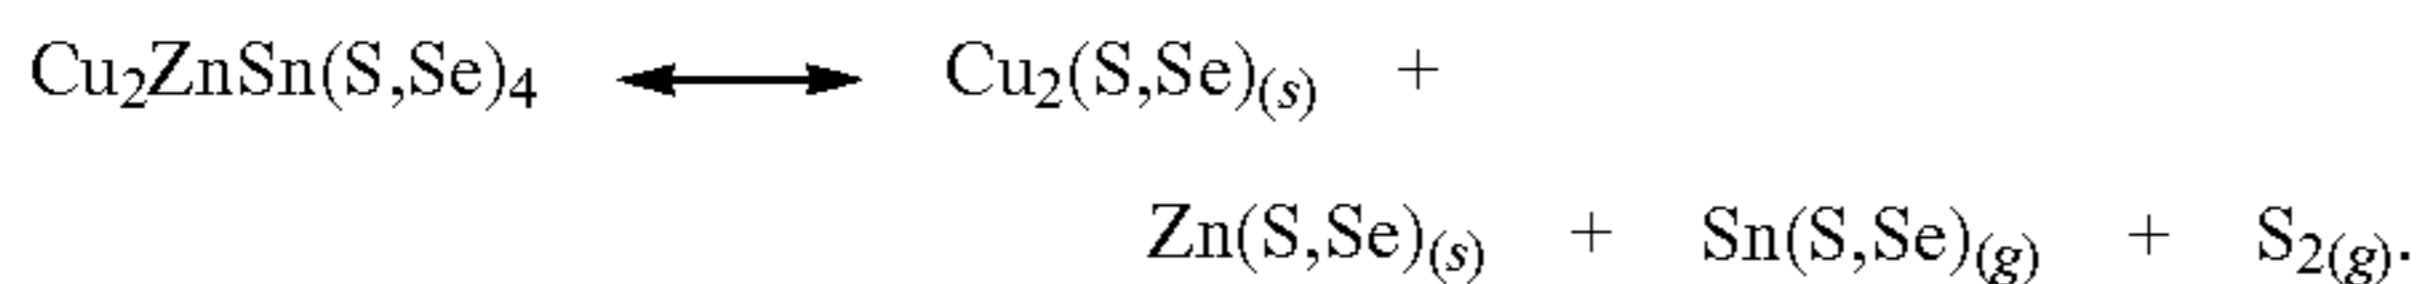 Cu₂ZnSn(S,Se)₄ ⟷ Cu₂(S,Se)₍s₎ +
Zn(S,Se)₍s₎ + Sn(S,Se)₍g₎ + S₂₍g₎.